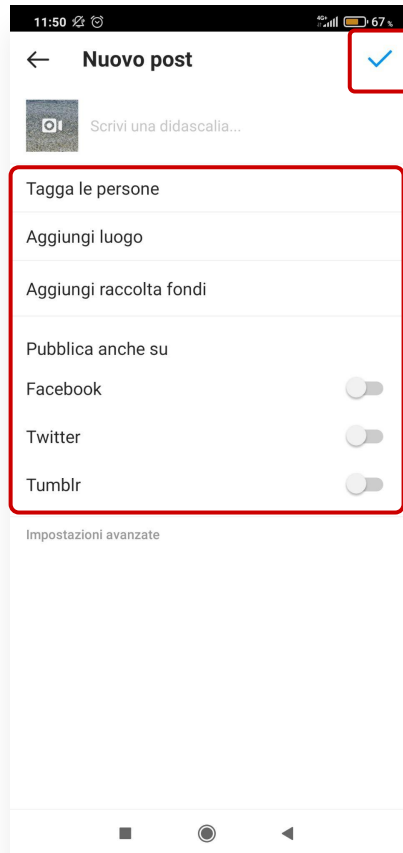 11:50 4G+ 67%
Nuovo post
Scrivi una didascalia...
Tagga le persone
Aggiungi luogo
Aggiungi raccolta fondi
Pubblica anche su
Facebook
Twitter
Tumblr
Impostazioni avanzate